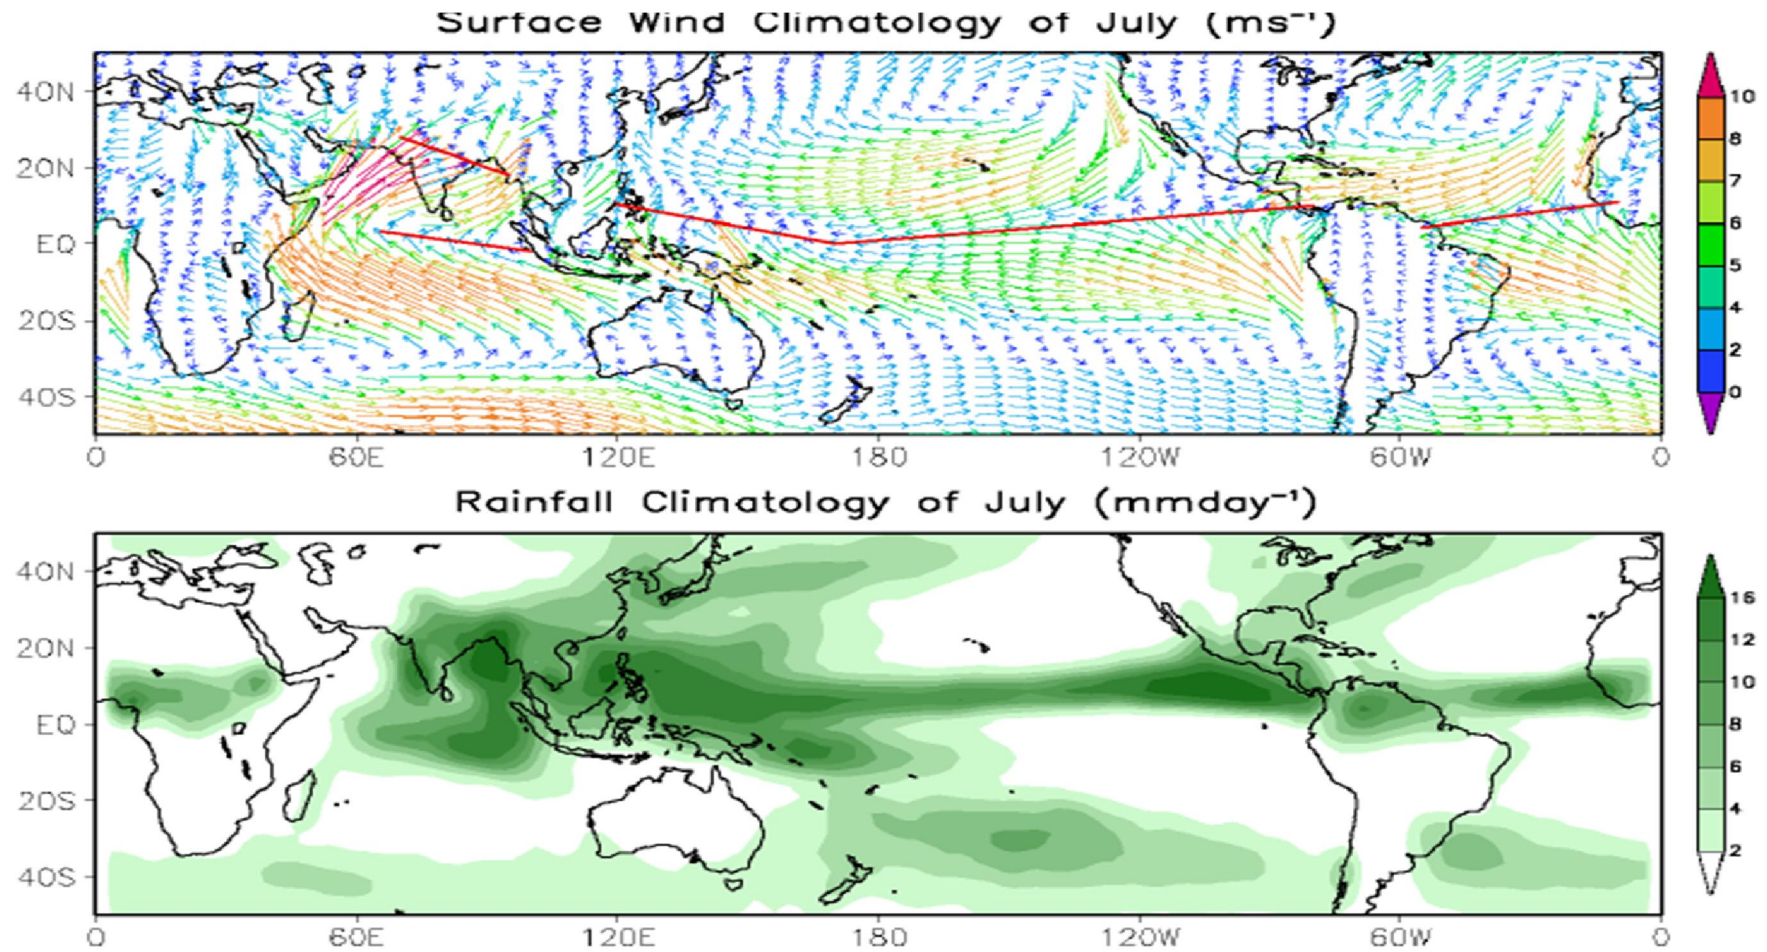 Surface Wind Climatology of July (ms⁻¹)
40N
20N
EQ
20S
40S
0 60E 120E 180 120W 60W 0
10
8
7
6
5
4
2
0
Rainfall Climatology of July (mmday⁻¹)
40N
20N
EQ
20S
40S
0 60E 120E 180 120W 60W 0
16
12
10
8
6
4
2